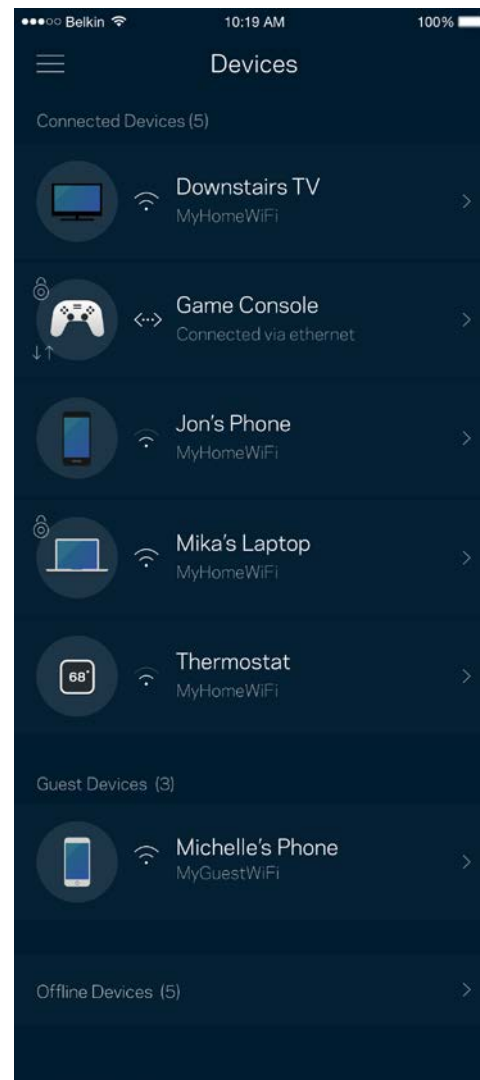 Belkin 10:19 AM 100%
Devices
Connected Devices (5)
Downstairs TV
MyHomeWiFi
Game Console
Connected via ethernet
Jon's Phone
MyHomeWiFi
Mika's Laptop
MyHomeWiFi
Thermostat
68°
MyHomeWiFi
Guest Devices (3)
Michelle's Phone
MyGuestWiFi
Offline Devices (5)